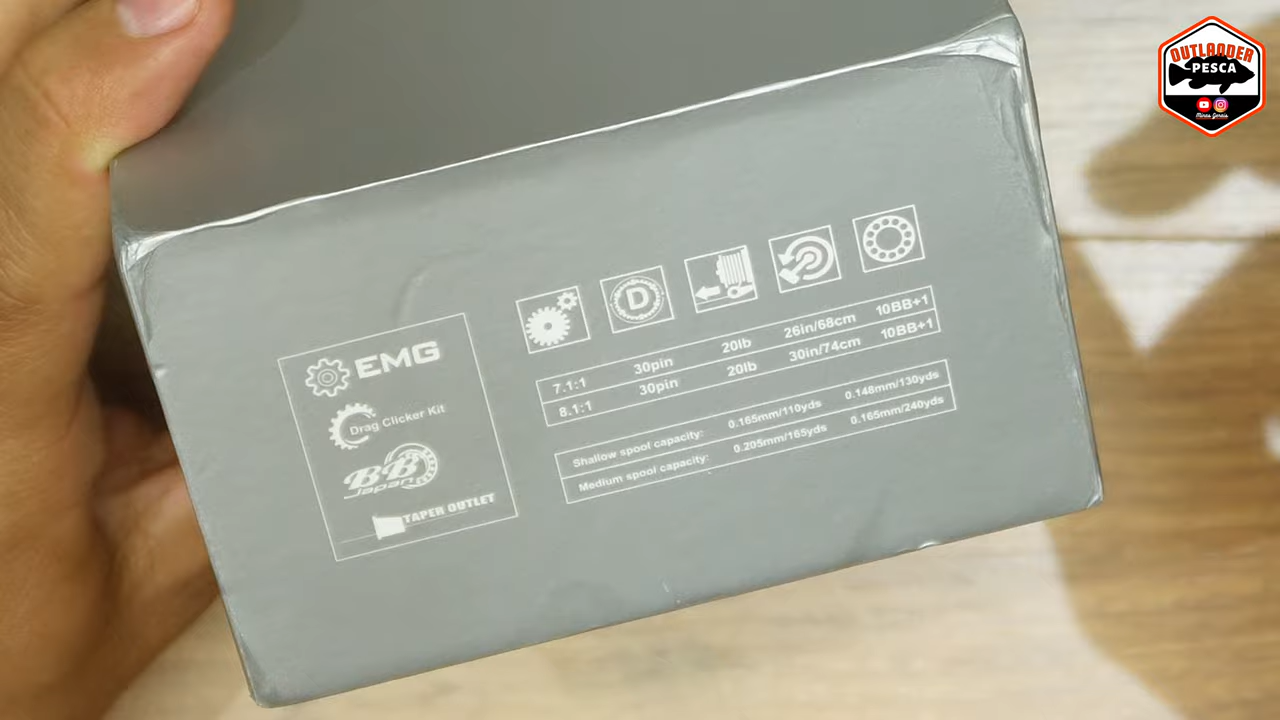 OUTLANDER
PESCA
Minas Gerais
D
EMG
Drag Clicker Kit
BB
Japan
TAPER OUTLET
7.1:1 30pin 20lb 26in/68cm 10BB+1
8.1:1 30pin 20lb 30in/74cm 10BB+1
Shallow spool capacity: 0.165mm/110yds 0.148mm/130yds
Medium spool capacity: 0.205mm/165yds 0.165mm/240yds